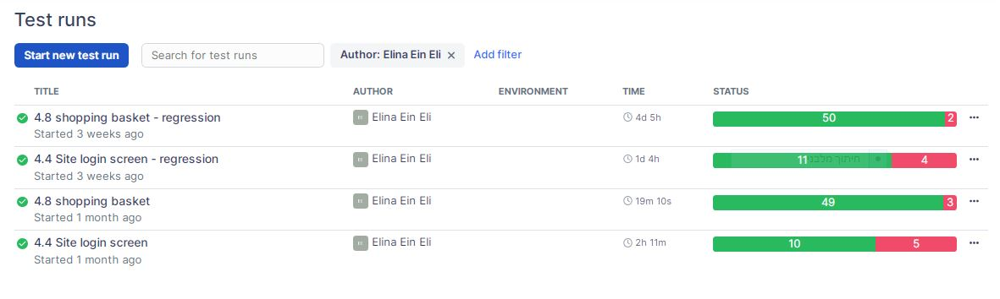 Test runs
Start new test run
Search for test runs
Author: Elina Ein Eli ×
Add filter
TITLE AUTHOR ENVIRONMENT TIME STATUS
4.8 shopping basket - regression Elina Ein Eli 4d 5h 50 2 ···
Started 3 weeks ago
4.4 Site login screen - regression Elina Ein Eli 1d 4h 11 חיתוך מלבני 4 ···
Started 3 weeks ago
4.8 shopping basket Elina Ein Eli 19m 10s 49 3 ···
Started 1 month ago
4.4 Site login screen Elina Ein Eli 2h 11m 10 5 ···
Started 1 month ago